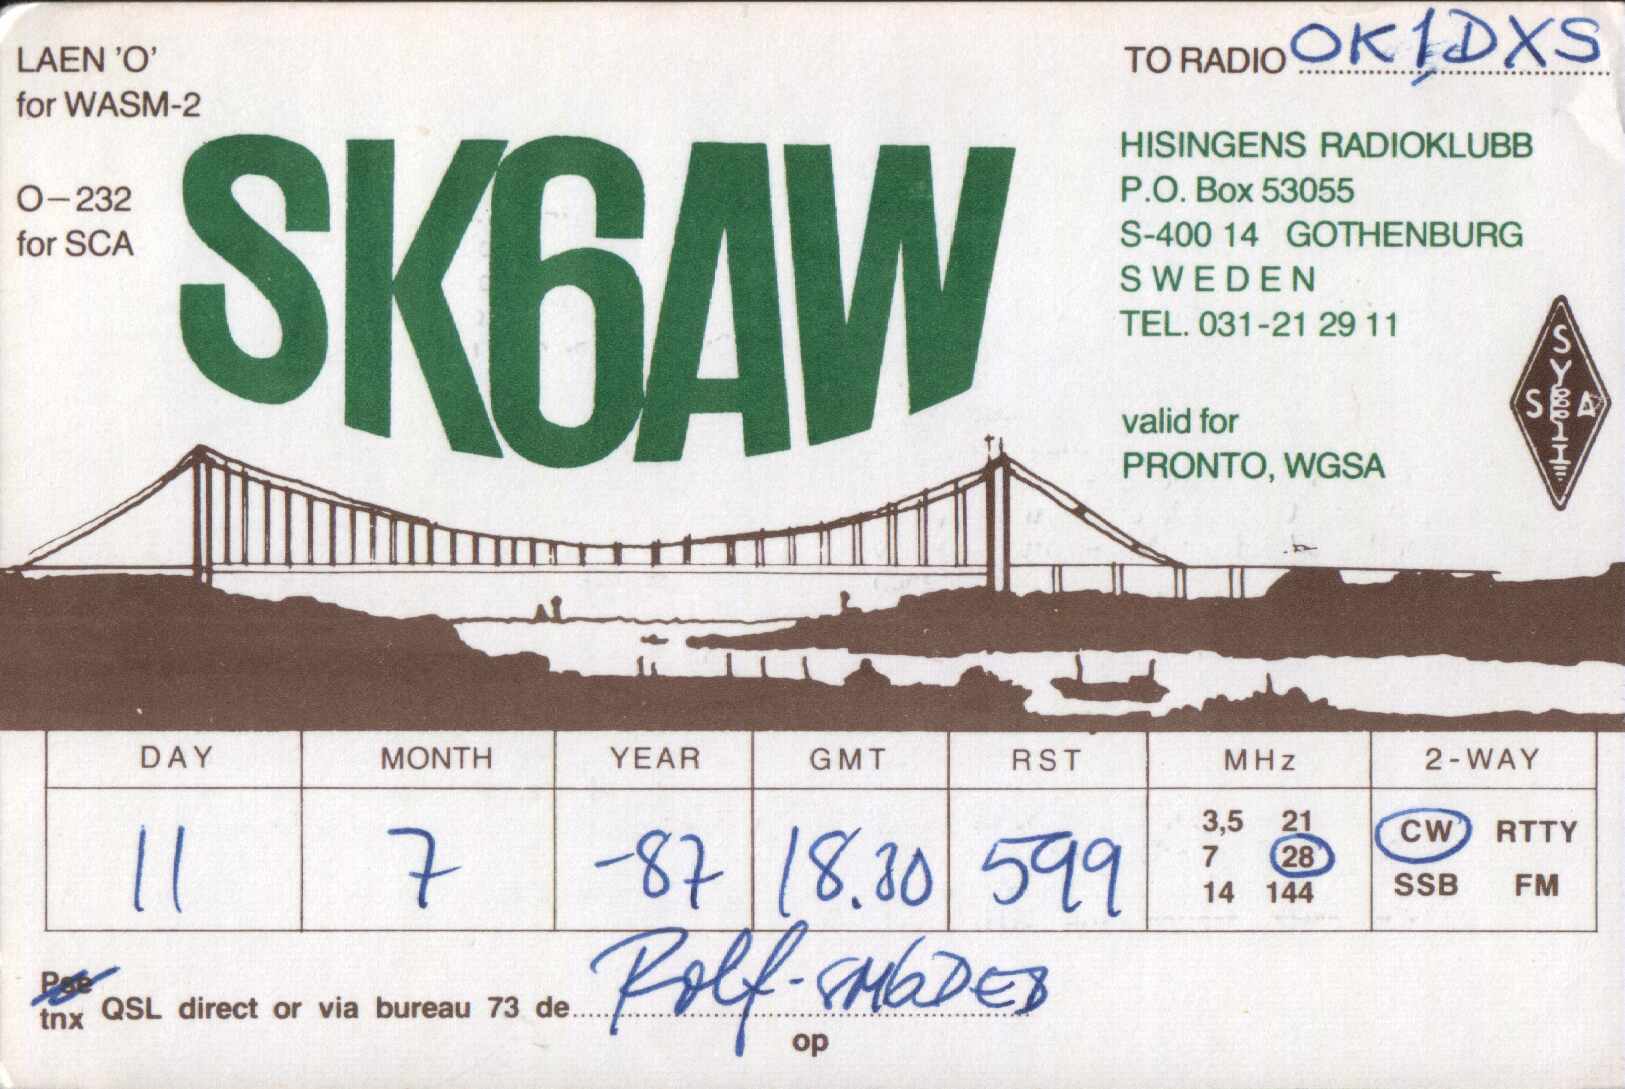 LAEN 'O'
for WASM-2
O-232
for SCA
SK6AW
TO RADIO OK1DXS
HISINGENS RADIOKLUBB
P.O. Box 53055
S-400 14 GOTHENBURG
SWEDEN
TEL. 031-21 29 11
valid for
PRONTO, WGSA
SSA
DAY MONTH YEAR GMT RST MHz 2-WAY
11 7 -87 18.30 599
3,5 21 CW RTTY
7 28
14 144 SSB FM
Pse
tnx QSL direct or via bureau 73 de Rolf-SM6DEB
op